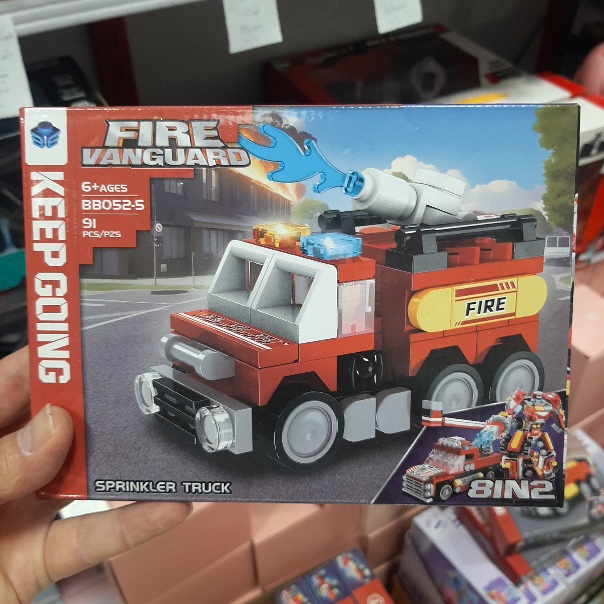 FIRE
VANGUARD
6+AGES
BB052-5
91
PCS/PZS
KEEP GOING
FIRE
SPRINKLER TRUCK
8IN2